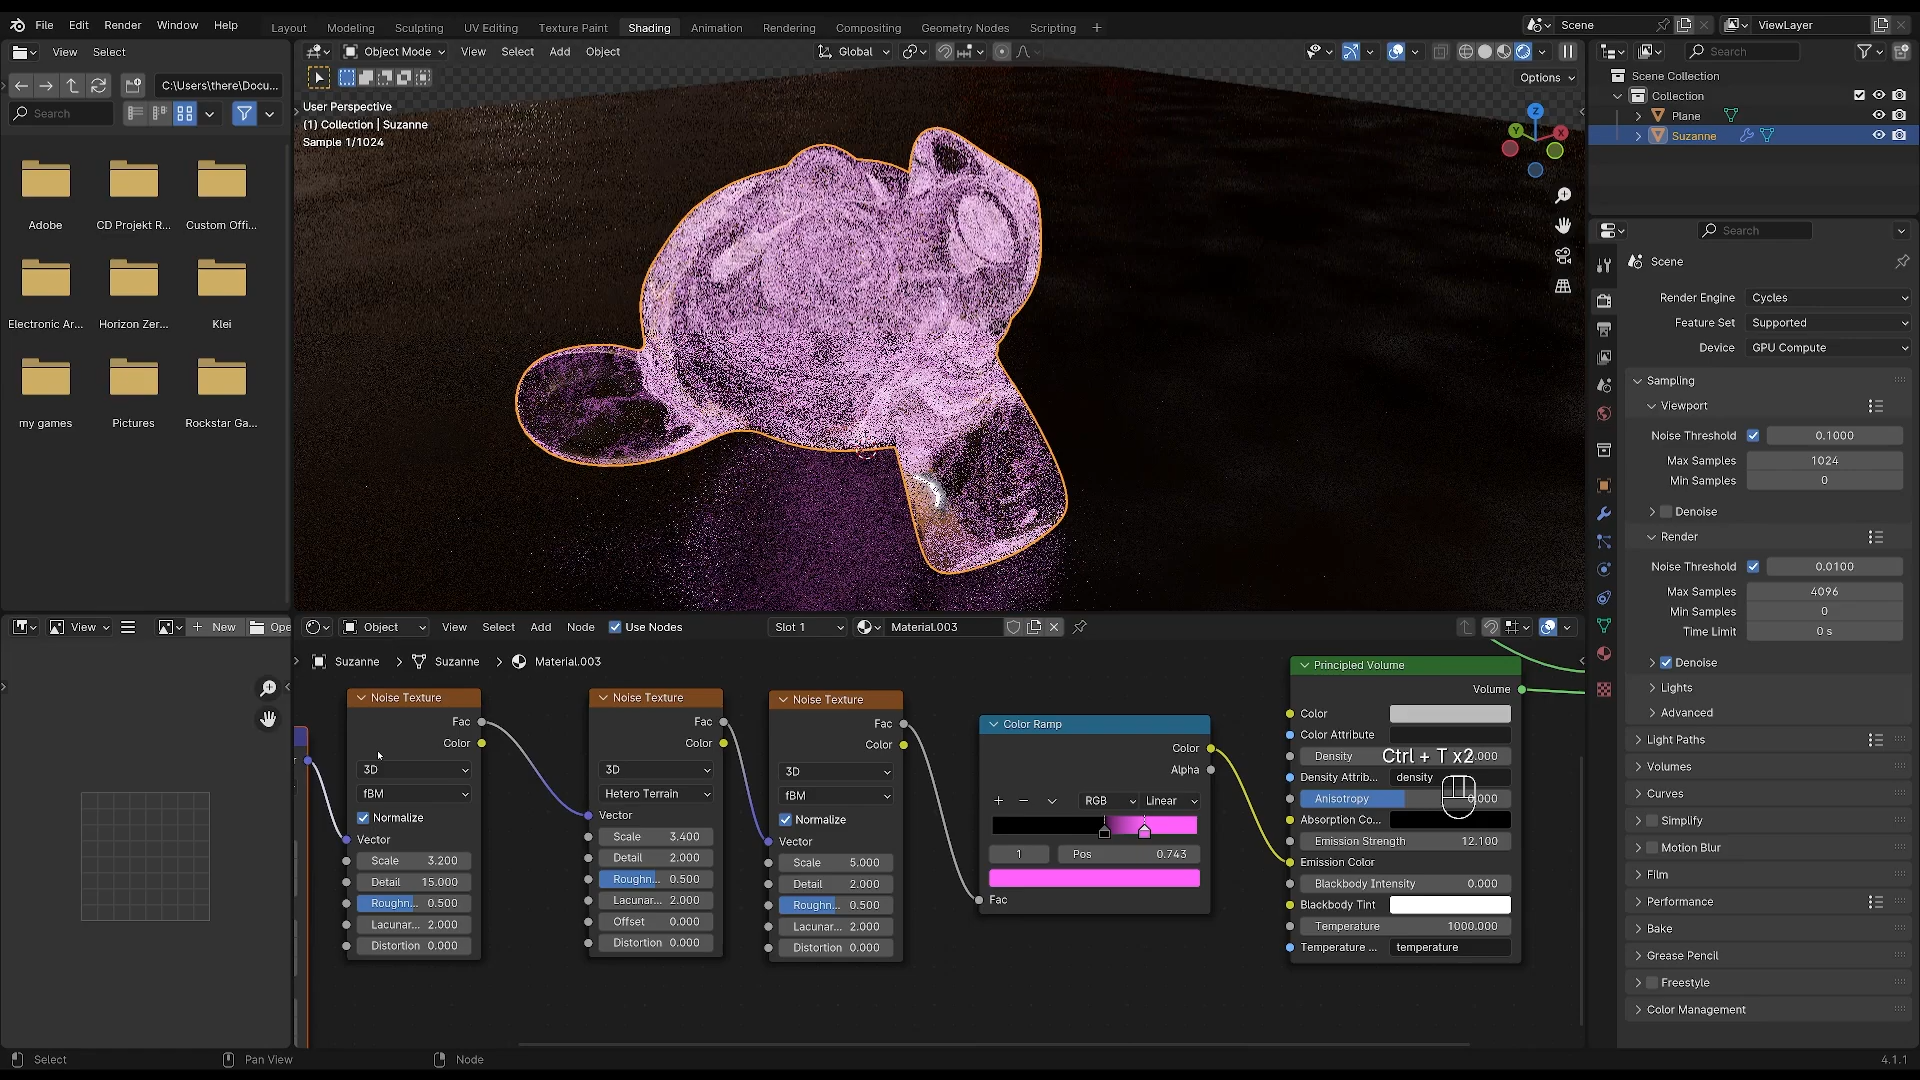 File Edit Render Window Help Layout Modeling Sculpting UV Editing Texture Paint Shading Animation Rendering Compositing Geometry Nodes Scripting + Scene ViewLayer
View Select Object Mode View Select Add Object Global Search
C:\Users\there\Docu... Options Scene Collection
Search Collection
Plane
Suzanne
User Perspective
(1) Collection | Suzanne
Sample 1/1024
Z
Y
X
Adobe CD Projekt R... Custom Offi...
Electronic Ar... Horizon Zer... Klei
my games Pictures Rockstar Ga...
Search
Scene
Render Engine Cycles
Feature Set Supported
Device GPU Compute
Sampling
Viewport
Noise Threshold 0.1000
Max Samples 1024
Min Samples 0
Denoise
Render
Noise Threshold 0.0100
Max Samples 4096
Min Samples 0
Time Limit 0 s
Denoise
Lights
Advanced
Light Paths
Volumes
Curves
Simplify
Motion Blur
Film
Performance
Bake
Grease Pencil
Freestyle
Color Management
View New Ope
Object View Select Add Node Use Nodes Slot 1 Material.003
Suzanne > Suzanne > Material.003
Noise Texture
Fac
Color
3D
fBM
Normalize
Vector
Scale 3.200
Detail 15.000
Roughn... 0.500
Lacunar... 2.000
Distortion 0.000
Noise Texture
Fac
Color
3D
Hetero Terrain
Vector
Scale 3.400
Detail 2.000
Roughn... 0.500
Lacunar... 2.000
Offset 0.000
Distortion 0.000
Noise Texture
Fac
Color
3D
fBM
Normalize
Vector
Scale 5.000
Detail 2.000
Roughn... 0.500
Lacunar... 2.000
Distortion 0.000
Color Ramp
Color
Alpha
+ − RGB Linear
1 Pos 0.743
Fac
Principled Volume
Volume
Color
Color Attribute
Density .000
Ctrl + T x2
Density Attrib... density
Anisotropy 0.000
Absorption Co...
Emission Strength 12.100
Emission Color
Blackbody Intensity 0.000
Blackbody Tint
Temperature 1000.000
Temperature ... temperature
Select Pan View Node 4.1.1